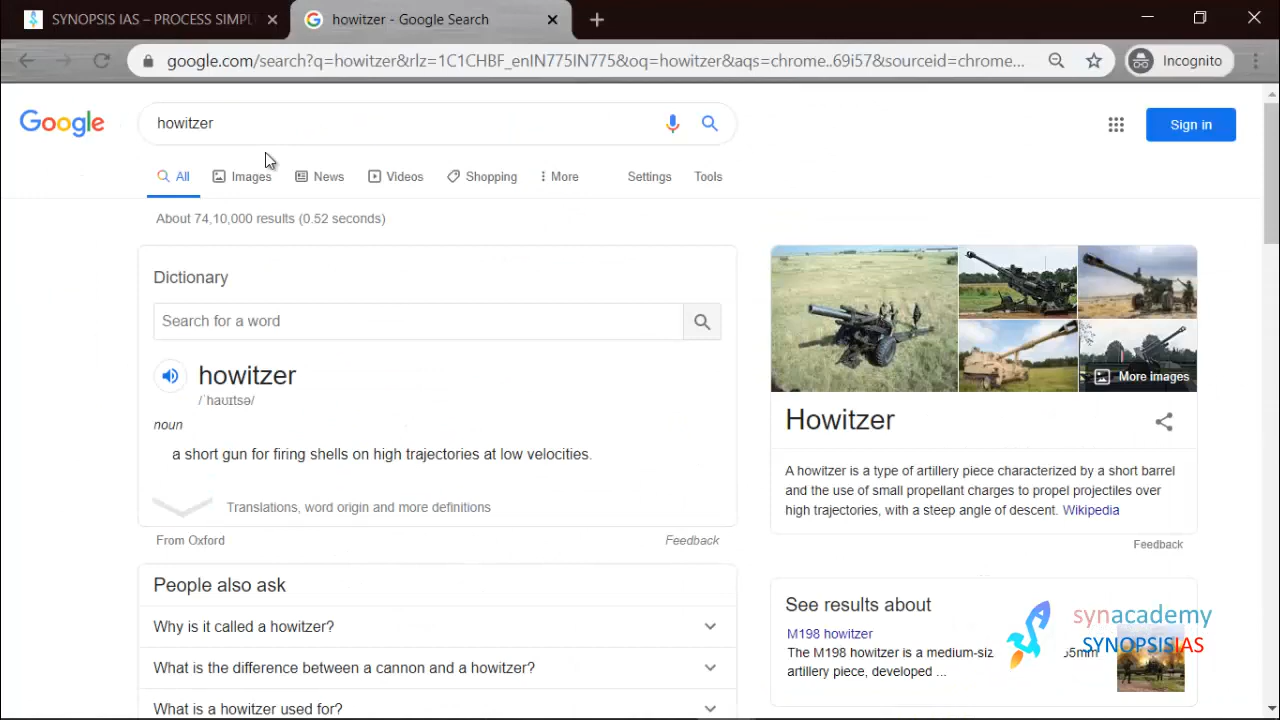 SYNOPSIS IAS – PROCESS SIMPL
howitzer - Google Search
google.com/search?q=howitzer&rlz=1C1CHBF_enIN775IN775&oq=howitzer&aqs=chrome..69i57&sourceid=chrome...
Incognito
Google
howitzer
Sign in
All
Images
News
Videos
Shopping
More
Settings
Tools
About 74,10,000 results (0.52 seconds)
Dictionary
Search for a word
howitzer
/ˈhaʊɪtsə/
noun
a short gun for firing shells on high trajectories at low velocities.
Translations, word origin and more definitions
From Oxford
Feedback
People also ask
Why is it called a howitzer?
What is the difference between a cannon and a howitzer?
What is a howitzer used for?
More images
Howitzer
A howitzer is a type of artillery piece characterized by a short barrel
and the use of small propellant charges to propel projectiles over
high trajectories, with a steep angle of descent. Wikipedia
Feedback
See results about
M198 howitzer
The M198 howitzer is a medium-siz
artillery piece, developed ...
synacademy
SYNOPSISIAS